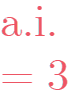 a.i.
= 3